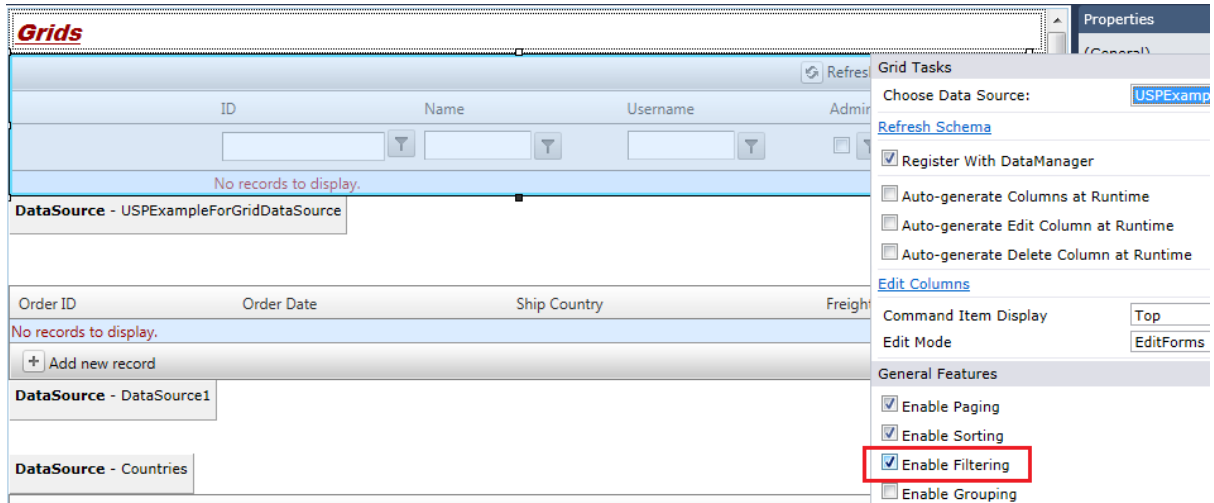 Grids
Refres
ID Name Username Admin
No records to display.
DataSource - USPExampleForGridDataSource
Order ID Order Date Ship Country Freight
No records to display.
+ Add new record
DataSource - DataSource1
DataSource - Countries
Properties
(General)
Grid Tasks
Choose Data Source: USPExamp
Refresh Schema
Register With DataManager
Auto-generate Columns at Runtime
Auto-generate Edit Column at Runtime
Auto-generate Delete Column at Runtime
Edit Columns
Command Item Display Top
Edit Mode EditForms
General Features
Enable Paging
Enable Sorting
Enable Filtering
Enable Grouping